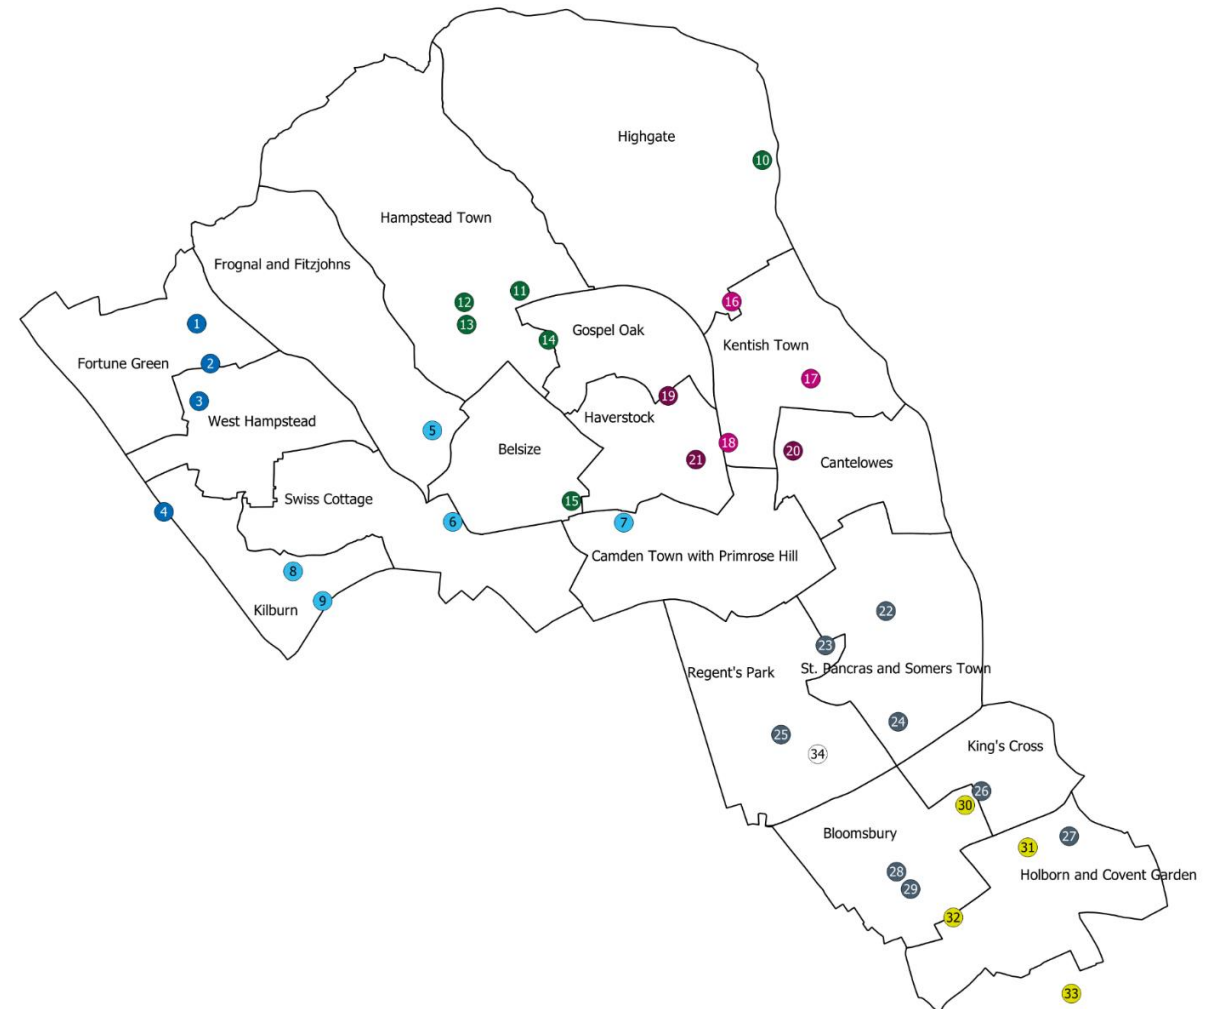 Highgate
10
Hampstead Town
Frognal and Fitzjohns
11
12
16
1
13
Gospel Oak
14
Kentish Town
Fortune Green
2
17
19
3
West Hampstead
Haverstock
5
18
Belsize
20
21
Cantelowes
Swiss Cottage
15
4
6
7
Camden Town with Primrose Hill
8
9
Kilburn
22
23
Regent's Park
St. Pancras and Somers Town
24
25
King's Cross
34
26
30
Bloomsbury
27
31
28
Holborn and Covent Garden
29
32
33